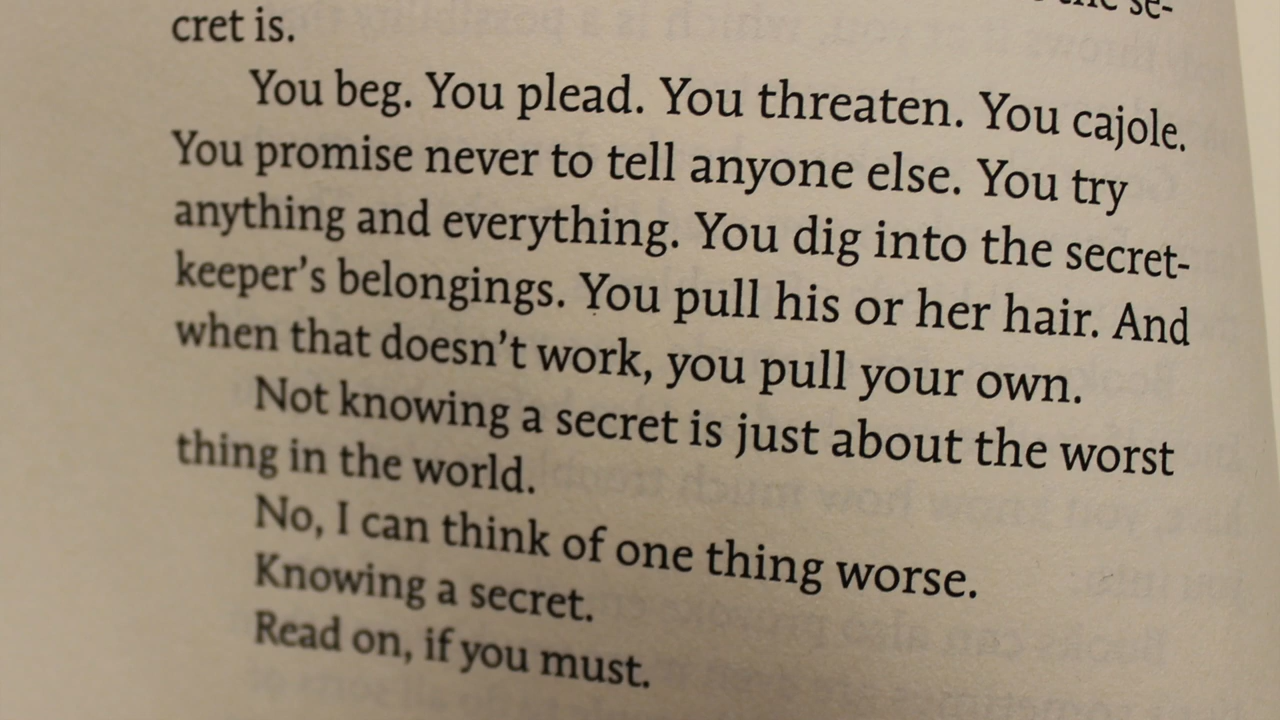 the se-
cret is.
You beg. You plead. You threaten. You cajole.
You promise never to tell anyone else. You try
anything and everything. You dig into the secret-
keeper's belongings. You pull his or her hair. And
when that doesn't work, you pull your own.
Not knowing a secret is just about the worst
thing in the world.
No, I can think of one thing worse.
Knowing a secret.
Read on, if you must.